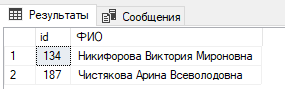 Результаты Сообщения
id ФИО
1 134 Никифорова Виктория Мироновна
2 187 Чистякова Арина Всеволодовна